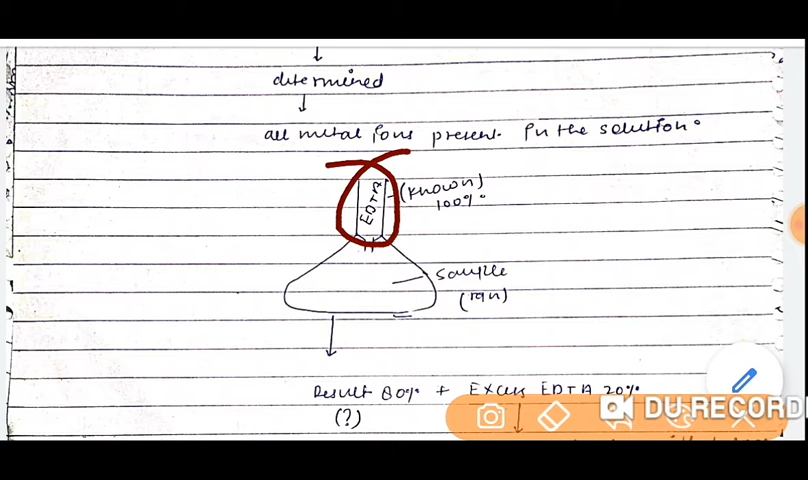 determined
all metal ions present in the solution.
EDTA
(known)
100%
sample
(rqn)
Result 80% + Excess EDTA 20%
(?)
DU RECORD